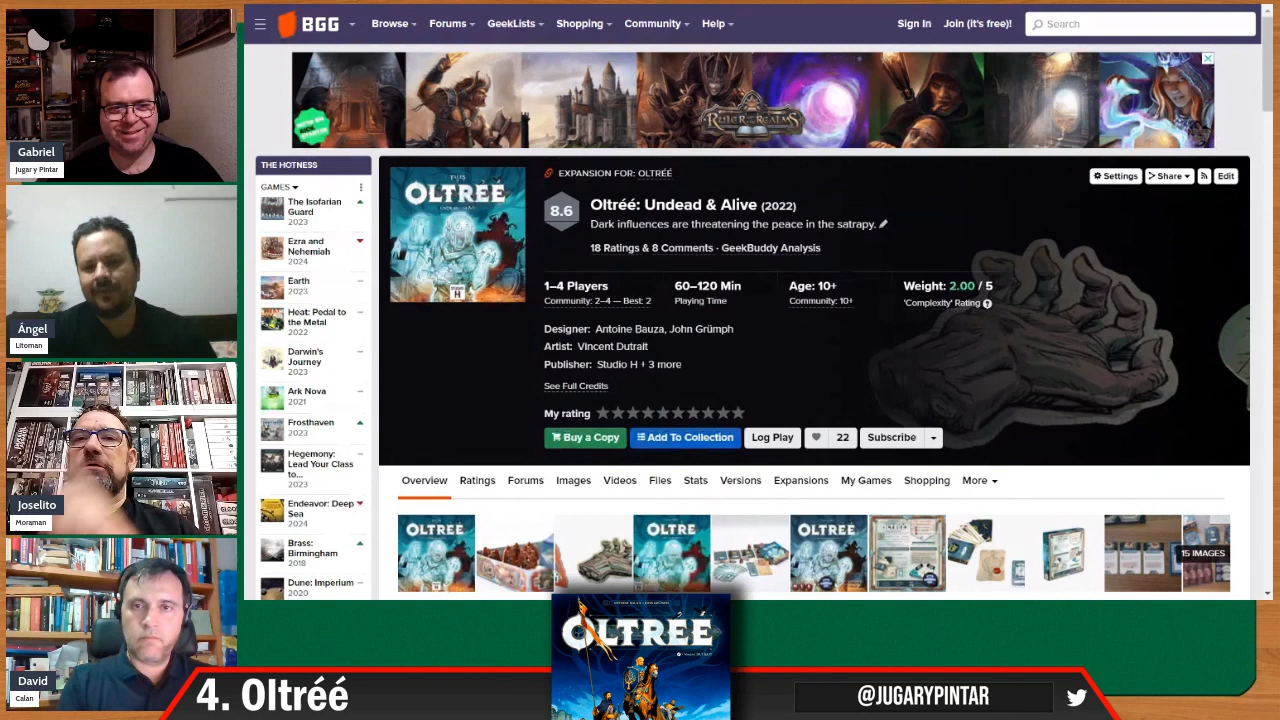 Gabriel
Jugar y Pintar
Ángel
Litoman
Joselito
Moraman
David
Calan
BGG
Browse
Forums
GeekLists
Shopping
Community
Help
Sign In
Join (it's free)!
Search
RULER OF THE REALMS
THE HOTNESS
GAMES
The Isofarian
Guard
2023
Ezra and
Nehemiah
2024
Earth
2023
Heat: Pedal to
the Metal
2022
Darwin's
Journey
2023
Ark Nova
2021
Frosthaven
2023
Hegemony:
Lead Your Class
to...
2023
Endeavor: Deep
Sea
2024
Brass:
Birmingham
2018
Dune: Imperium
2020
OLTRÉÉ
STUDIO
H
EXPANSION FOR: OLTRÉÉ
Settings
Share
Edit
8.6
Oltréé: Undead & Alive (2022)
Dark influences are threatening the peace in the satrapy.
18 Ratings & 8 Comments · GeekBuddy Analysis
1–4 Players
Community: 2–4 — Best: 2
60–120 Min
Playing Time
Age: 10+
Community: 10+
Weight: 2.00 / 5
'Complexity' Rating
Designer: Antoine Bauza, John Grümph
Artist: Vincent Dutrait
Publisher: Studio H + 3 more
See Full Credits
My rating
Buy a Copy
Add To Collection
Log Play
22
Subscribe
Overview
Ratings
Forums
Images
Videos
Files
Stats
Versions
Expansions
My Games
Shopping
More
OLTRÉÉ
OLTRÉ
OLTRÉÉ
15 IMAGES
OLTRÉÉ
4. Oltréé
@JUGARYPINTAR